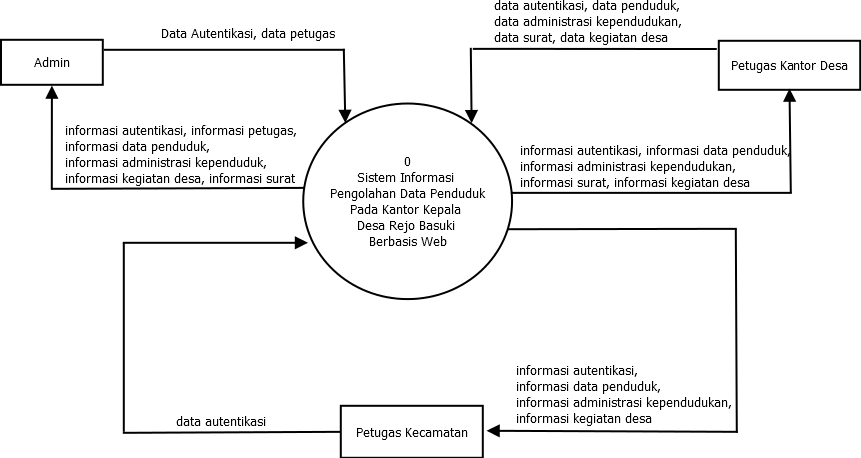 data autentikasi, data penduduk,
data administrasi kependudukan,
data surat, data kegiatan desa
Data Autentikasi, data petugas
Admin
Petugas Kantor Desa
informasi autentikasi, informasi petugas,
informasi data penduduk,
informasi administrasi kependuduk,
informasi kegiatan desa, informasi surat
0
Sistem Informasi
Pengolahan Data Penduduk
Pada Kantor Kepala
Desa Rejo Basuki
Berbasis Web
informasi autentikasi, informasi data penduduk,
informasi administrasi kependudukan,
informasi surat, informasi kegiatan desa
informasi autentikasi,
informasi data penduduk,
informasi administrasi kependudukan,
informasi kegiatan desa
data autentikasi
Petugas Kecamatan